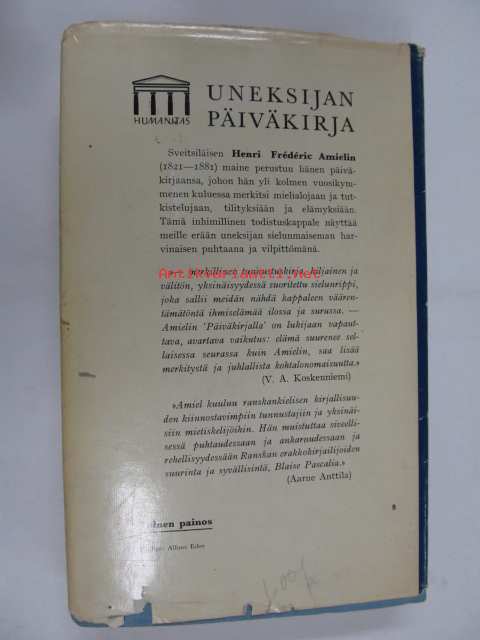 HUMANITAS
UNEKSIJAN
PÄIVÄKIRJA
Sveitsiläisen Henri Frédéric Amielin
(1821—1881) maine perustuu hänen päivä-
kirjaansa, johon hän yli kolmen vuosikym-
menen kuluessa merkitsi mielialojaan ja tut-
kistelujaan, tilityksiään ja elämyksiään.
Tämä inhimillinen todistuskappale näyttää
meille erään uneksijan sielunmaiseman har-
vinaisen puhtaana ja vilpittömänä.
merkillinen tunnustuskirja, hiljainen ja
välitön, yksinäisyydessä suoritettu sielunrippi,
joka sallii meidän nähdä kappaleen väären-
tämätöntä ihmiselämää ilossa ja surussa. —
Amielin 'Päiväkirjalla' on lukijaan vapaut-
tava, avartava vaikutus: elämä suurenee sel-
laisessa seurassa kuin Amielin, saa lisää
merkitystä ja juhlallista kohtalonomaisuutta.»
(V. A. Koskenniemi)
»Amiel kuuluu ranskankielisen kirjallisuu-
den kiinnostavimpiin tunnustajiin ja yksinäi-
siin mietiskelijöihin. Hän muistuttaa siveelli-
sessä puhtaudessaan ja ankaruudessaan ja
rehellisyydessään Ranskan erakkokirjailijoiden
suurinta ja syvällisintä, Blaise Pascalia.»
(Aarne Anttila)
painos